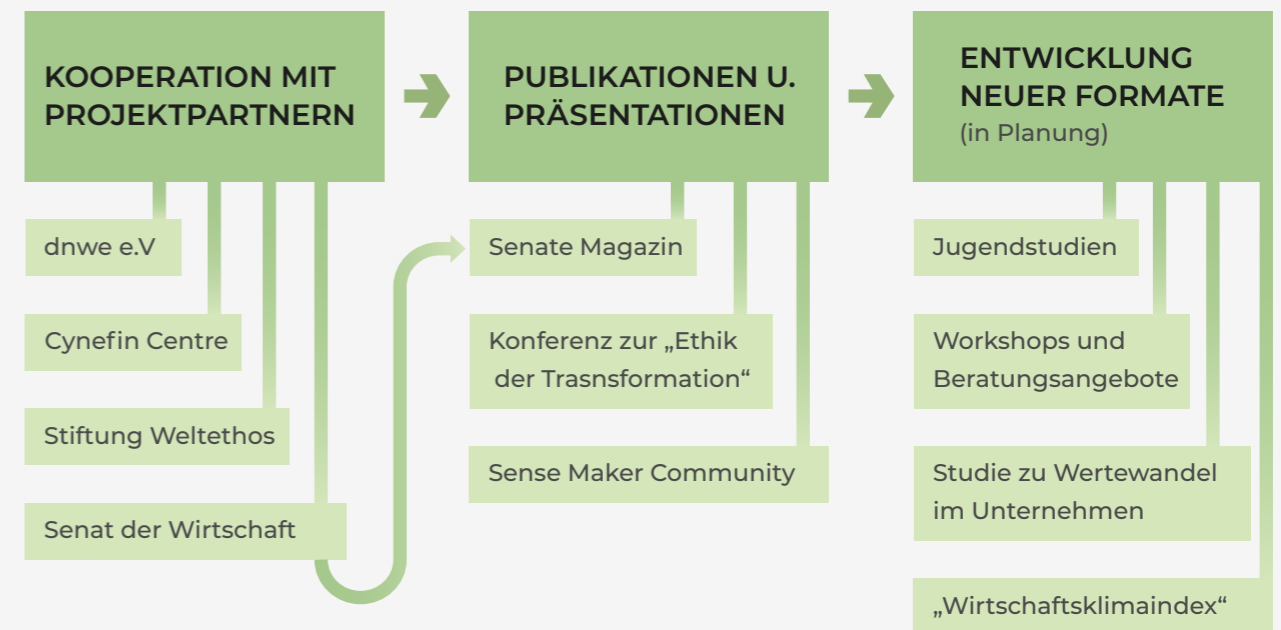 KOOPERATION MIT
PROJEKTPARTNERN
dnwe e.V
Cynefin Centre
Stiftung Weltethos
Senat der Wirtschaft
PUBLIKATIONEN U.
PRÄSENTATIONEN
Senate Magazin
Konferenz zur „Ethik
der Trasnsformation“
Sense Maker Community
ENTWICKLUNG
NEUER FORMATE
(in Planung)
Jugendstudien
Workshops und
Beratungsangebote
Studie zu Wertewandel
im Unternehmen
„Wirtschaftsklimaindex“